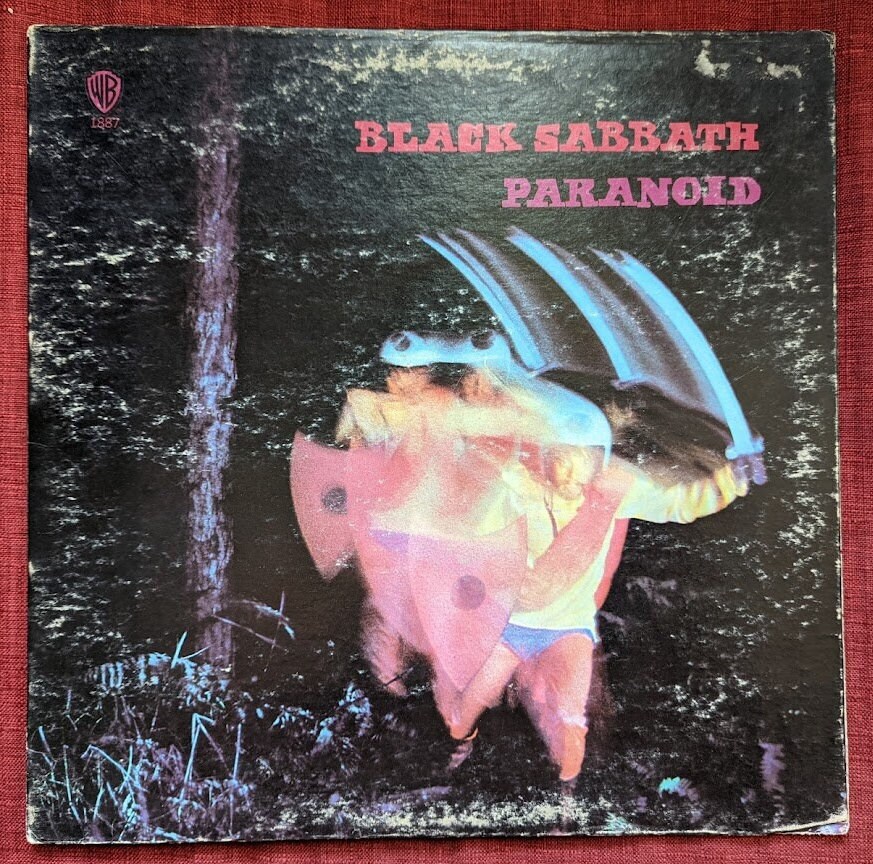 WB
1887
BLACK SABBATH
PARANOID